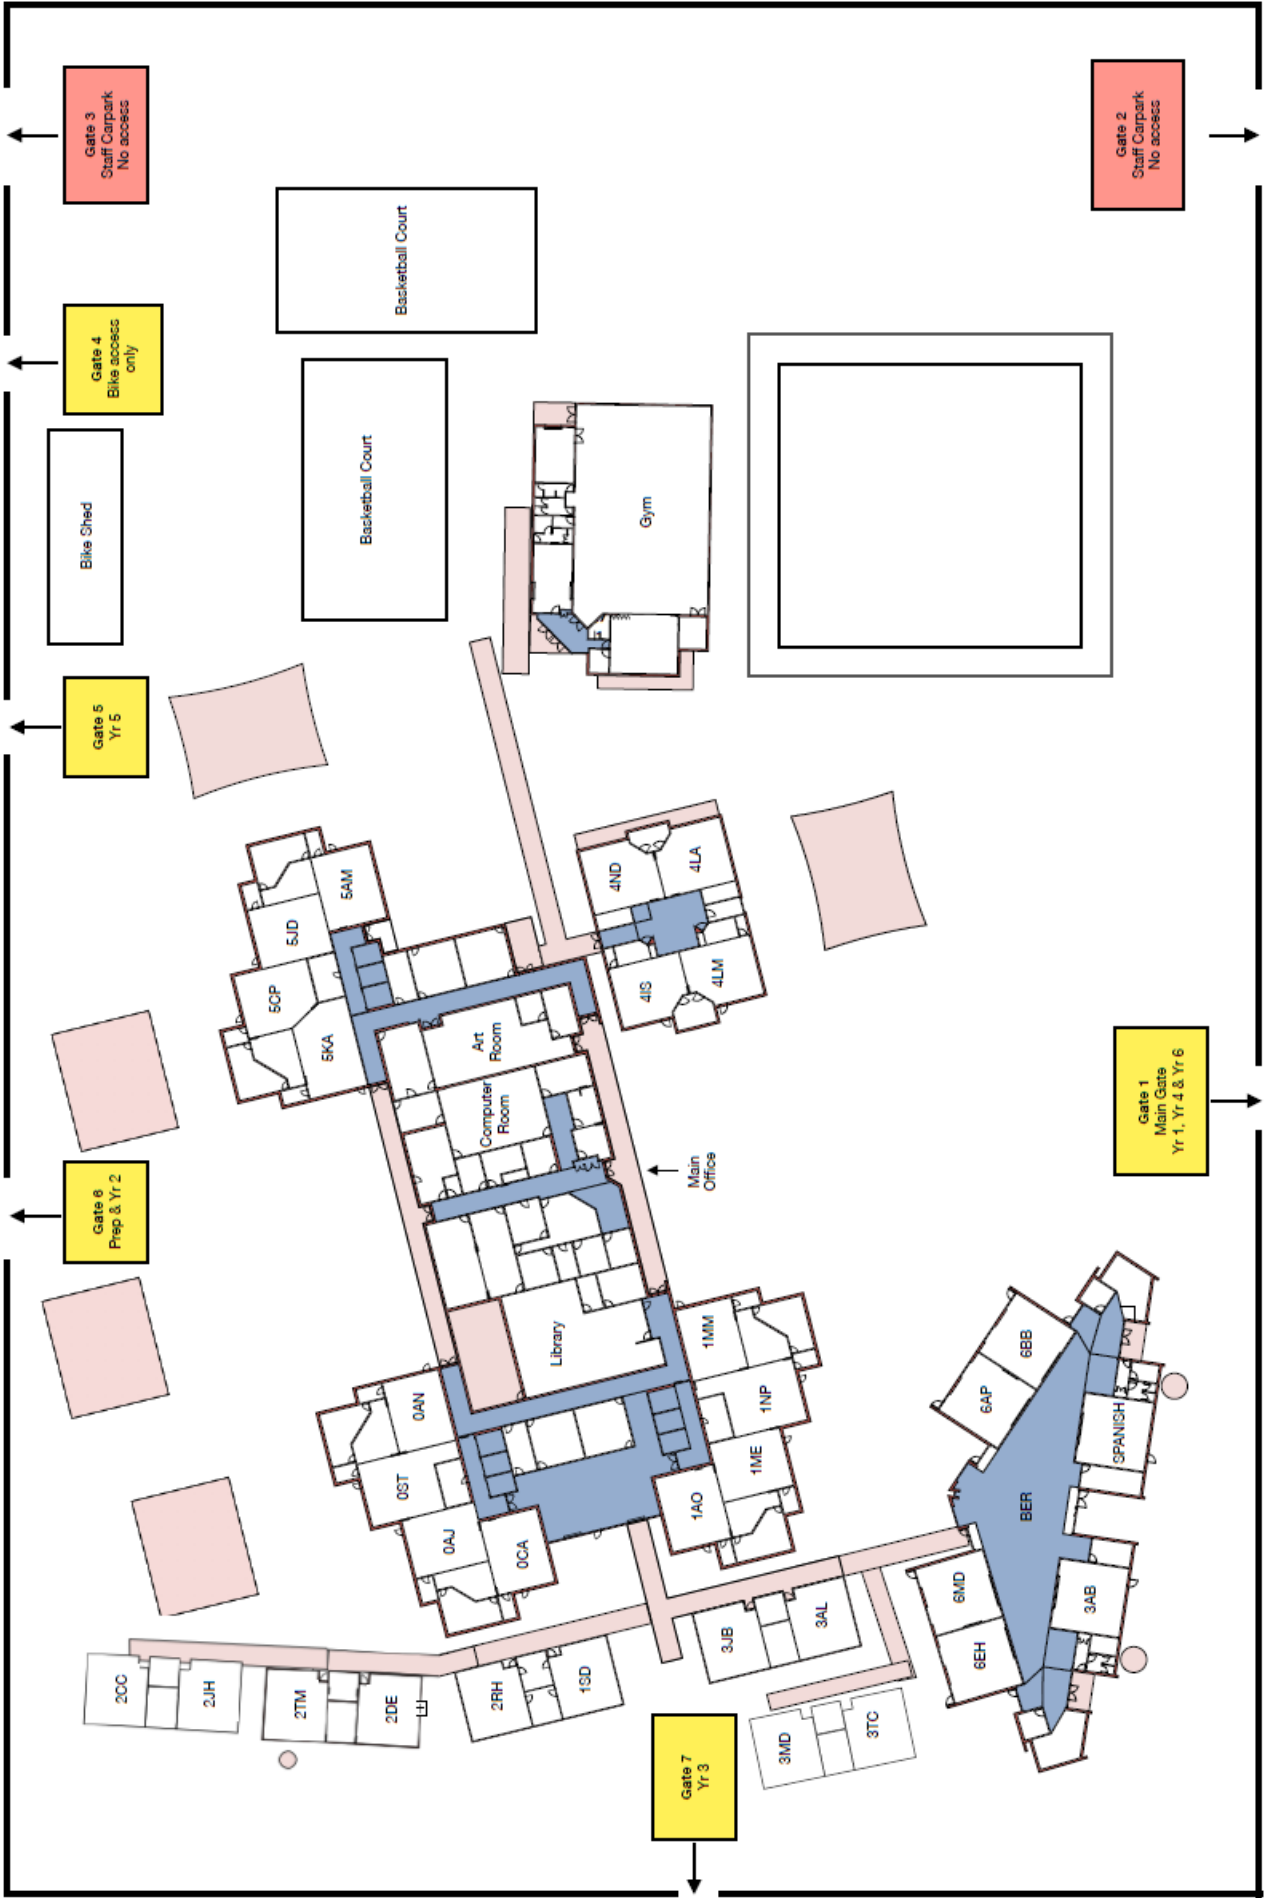 Gate 3
Staff Carpark
No access
Gate 2
Staff Carpark
No access
Basketball Court
Gate 4
Bike access
only
Bike Shed
Basketball Court
Gym
Gate 5
Yr 5
5AM
5JD
5CP
5KA
4ND
4LA
4IS
4LM
Art
Room
Computer
Room
Main
Office
Gate 1
Main Gate
Yr 1, Yr 4 & Yr 6
Gate 6
Prep & Yr 2
Library
1MM
1NP
1ME
1AO
0AN
0ST
0AJ
0CA
6BB
6AP
SPANISH
BER
6MD
6EH
3AB
3JB
3AL
2CC
2JH
2TM
2DE
2RH
1SD
3MD
3TC
Gate 7
Yr 3